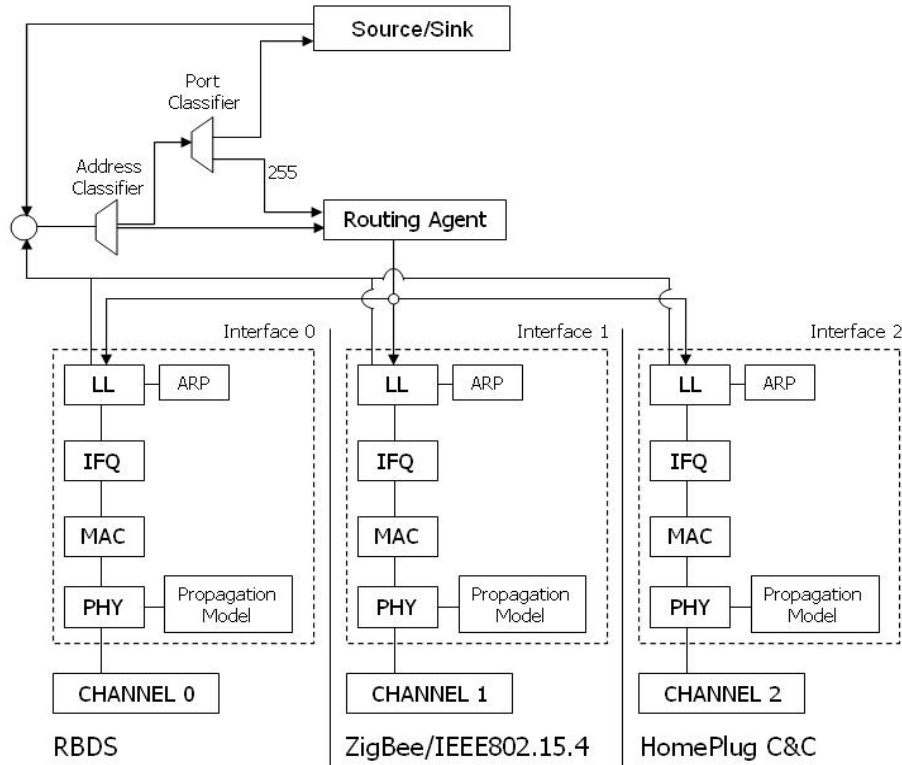 Source/Sink
Port
Classifier
Address
Classifier
255
Routing Agent
Interface 0
Interface 1
Interface 2
LL
ARP
LL
ARP
LL
ARP
IFQ
IFQ
IFQ
MAC
MAC
MAC
PHY
Propagation
Model
PHY
Propagation
Model
PHY
Propagation
Model
CHANNEL 0
CHANNEL 1
CHANNEL 2
RBDS
ZigBee/IEEE802.15.4
HomePlug C&C